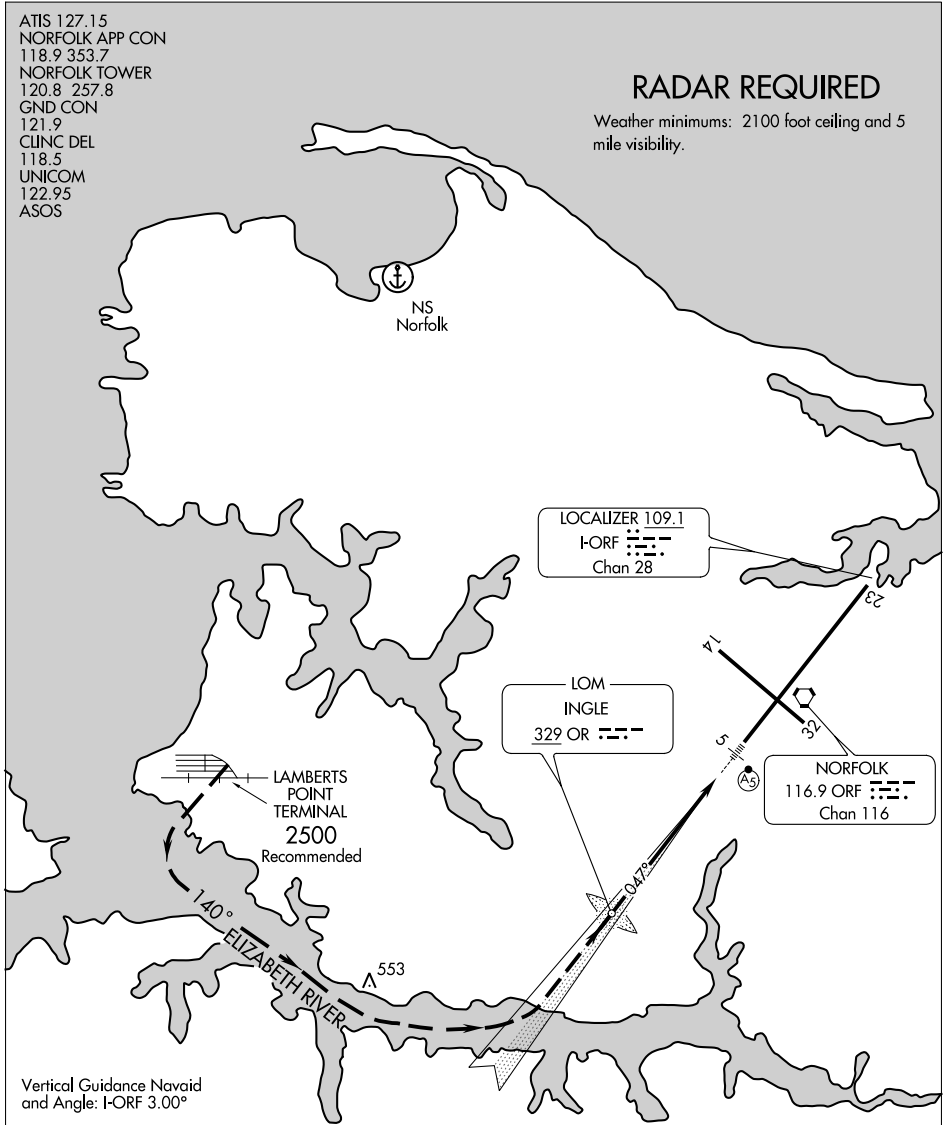 ATIS 127.15
NORFOLK APP CON
118.9 353.7
NORFOLK TOWER
120.8 257.8
GND CON
121.9
CLINC DEL
118.5
UNICOM
122.95
ASOS
RADAR REQUIRED
Weather minimums: 2100 foot ceiling and 5
mile visibility.
NS
Norfolk
LOCALIZER 109.1
I-ORF
Chan 28
23
14
32
5
A5
LOM
INGLE
329 OR
NORFOLK
116.9 ORF
Chan 116
LAMBERTS
POINT
TERMINAL
2500
Recommended
047°
140°
ELIZABETH RIVER
553
Vertical Guidance Navaid
and Angle: I-ORF 3.00°